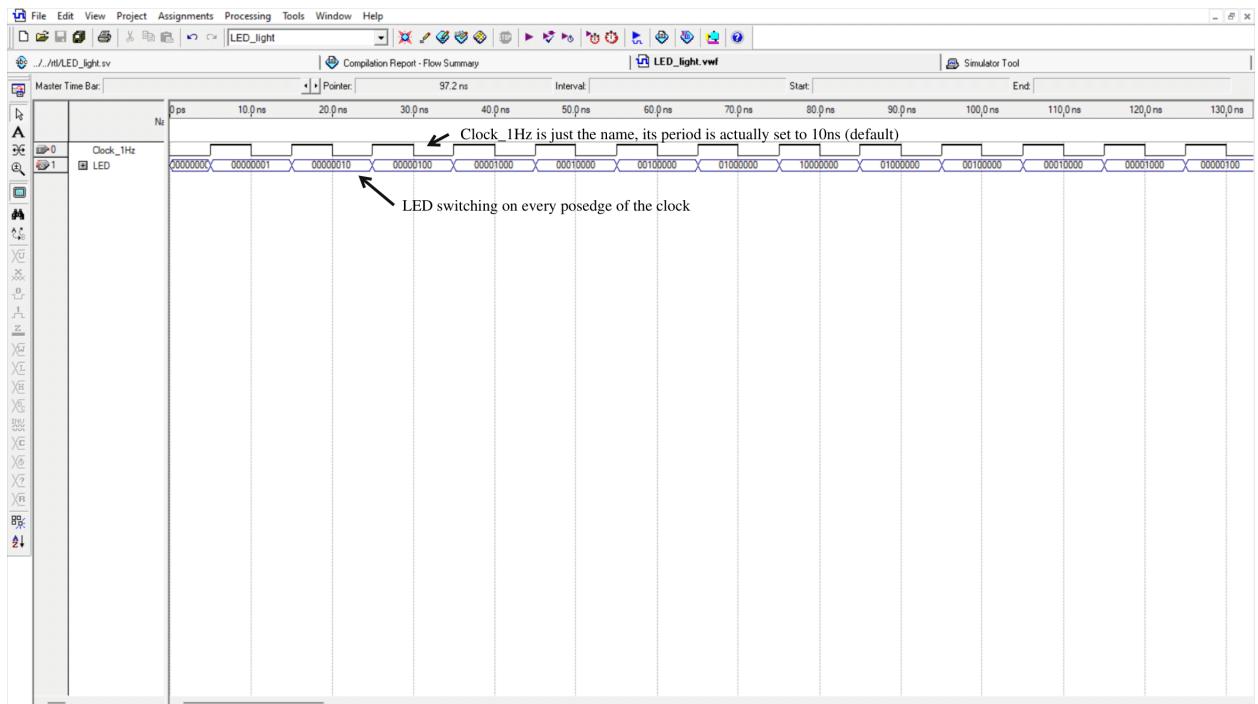 File Edit View Project Assignments Processing Tools Window Help
LED_light
../../rtl/LED_light.sv Compilation Report - Flow Summary LED_light.vwf Simulator Tool
Master Time Bar: Pointer: 97.2 ns Interval: Start: End:
Na 0 ps 10.0 ns 20.0 ns 30.0 ns 40.0 ns 50.0 ns 60.0 ns 70.0 ns 80.0 ns 90.0 ns 100.0 ns 110.0 ns 120.0 ns 130.0 ns
Clock_1Hz is just the name, its period is actually set to 10ns (default)
0 Clock_1Hz
1 LED 00000000 00000001 00000010 00000100 00001000 00010000 00100000 01000000 10000000 01000000 00100000 00010000 00001000 00000100
LED switching on every posedge of the clock